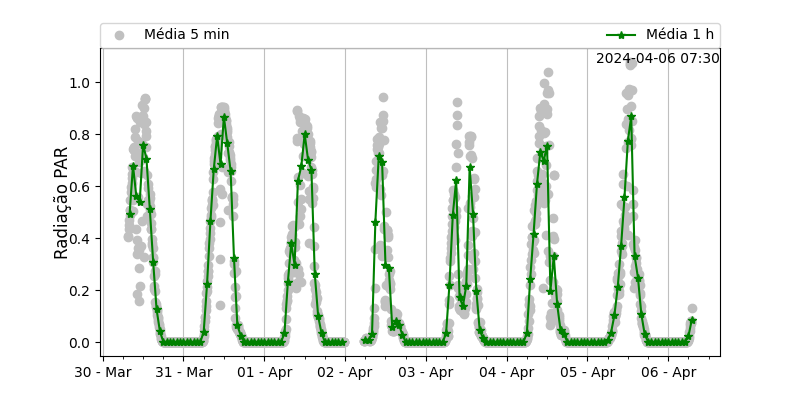 Média 5 min Média 1 h
2024-04-06 07:30
Radiação PAR
1.0
0.8
0.6
0.4
0.2
0.0
30 - Mar 31 - Mar 01 - Apr 02 - Apr 03 - Apr 04 - Apr 05 - Apr 06 - Apr